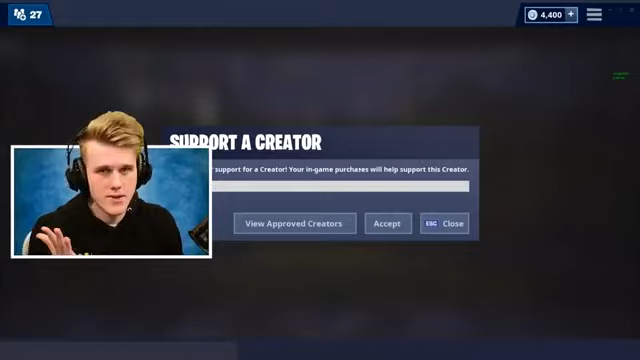 27
4,400 +
SUPPORT A CREATOR
support for a Creator! Your in-game purchases will help support this Creator.
View Approved Creators
Accept
ESC Close